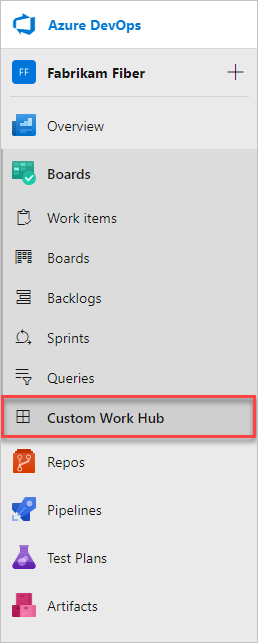 Azure DevOps
FF Fabrikam Fiber
Overview
Boards
Work items
Boards
Backlogs
Sprints
Queries
Custom Work Hub
Repos
Pipelines
Test Plans
Artifacts